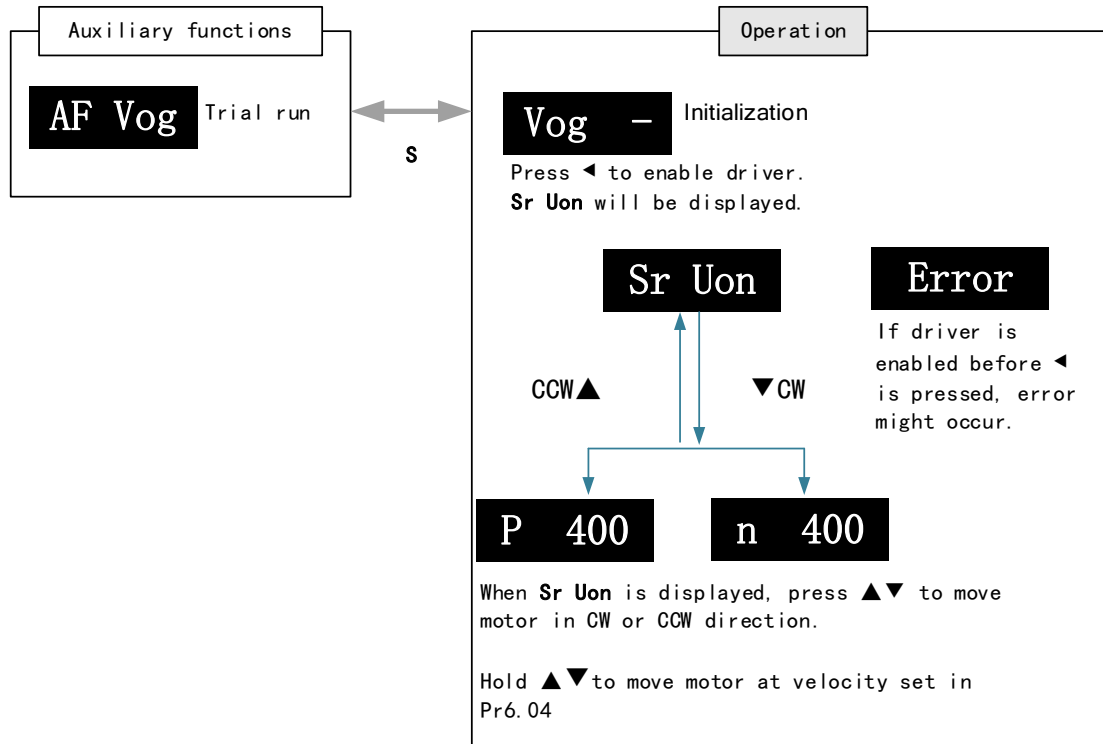 Auxiliary functions
AF Vog Trial run
S
Operation
Vog - Initialization
Press ◄ to enable driver.
Sr Uon will be displayed.
Sr Uon
Error
If driver is
enabled before ◄
is pressed, error
might occur.
CCW▲
▼CW
P 400
n 400
When Sr Uon is displayed, press ▲▼ to move
motor in CW or CCW direction.
Hold ▲▼to move motor at velocity set in
Pr6.04